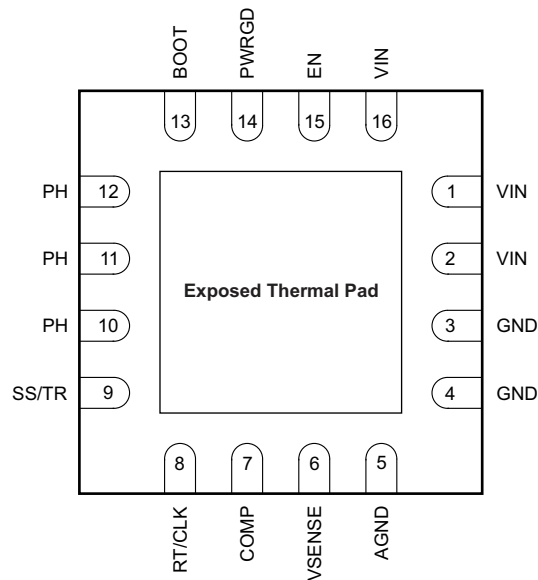 BOOT
PWRGD
EN
VIN
13
14
15
16
PH
12
1
VIN
PH
11
2
VIN
Exposed Thermal Pad
PH
10
3
GND
SS/TR
9
4
GND
8
7
6
5
RT/CLK
COMP
VSENSE
AGND